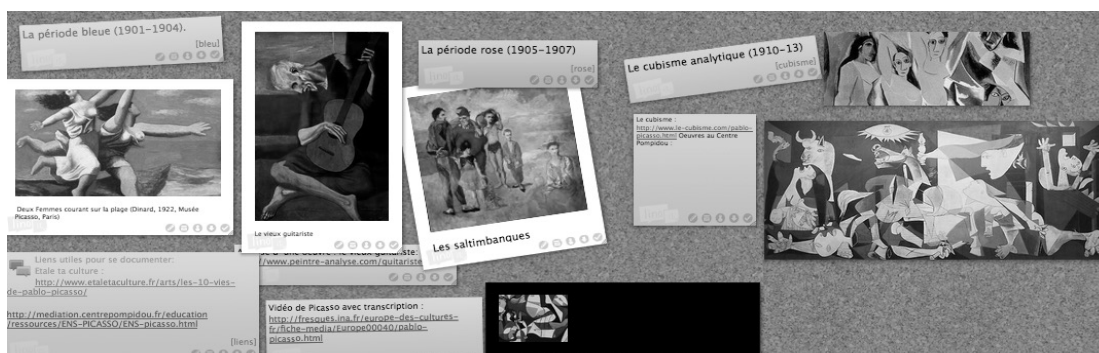 La période bleue (1901-1904).
[bleu]
Deux Femmes courant sur la plage (Dinard, 1922, Musée
Picasso, Paris)
Le vieux guitariste
La période rose (1905-1907)
[rose]
Les saltimbanques
Le cubisme analytique (1910-13)
[cubisme]
Le cubisme :
http://www.le-cubisme.com/pablo-
picasso.html Oeuvres au Centre
Pompidou :
Liens utiles pour se documenter:
Etale ta culture :
http://www.etaletaculture.fr/arts/les-10-vies-
de-pablo-picasso/
http://mediation.centrepompidou.fr/education
/ressources/ENS-PICASSO/ENS-picasso.html
[liens]
vieux guitariste:
/www.peintre-analyse.com/guitariste
Vidéo de Picasso avec transcription :
http://fresques.ina.fr/europe-des-cultures-
fr/fiche-media/Europe00040/pablo-
picasso.html